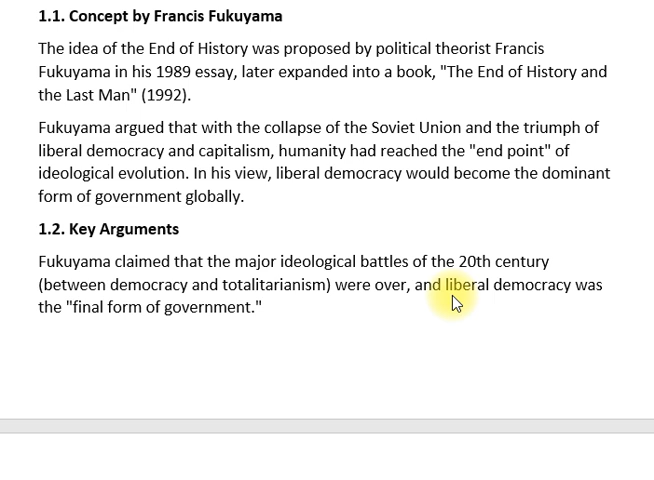 1.1. Concept by Francis Fukuyama
The idea of the End of History was proposed by political theorist Francis
Fukuyama in his 1989 essay, later expanded into a book, "The End of History and
the Last Man" (1992).
Fukuyama argued that with the collapse of the Soviet Union and the triumph of
liberal democracy and capitalism, humanity had reached the "end point" of
ideological evolution. In his view, liberal democracy would become the dominant
form of government globally.
1.2. Key Arguments
Fukuyama claimed that the major ideological battles of the 20th century
(between democracy and totalitarianism) were over, and liberal democracy was
the "final form of government."